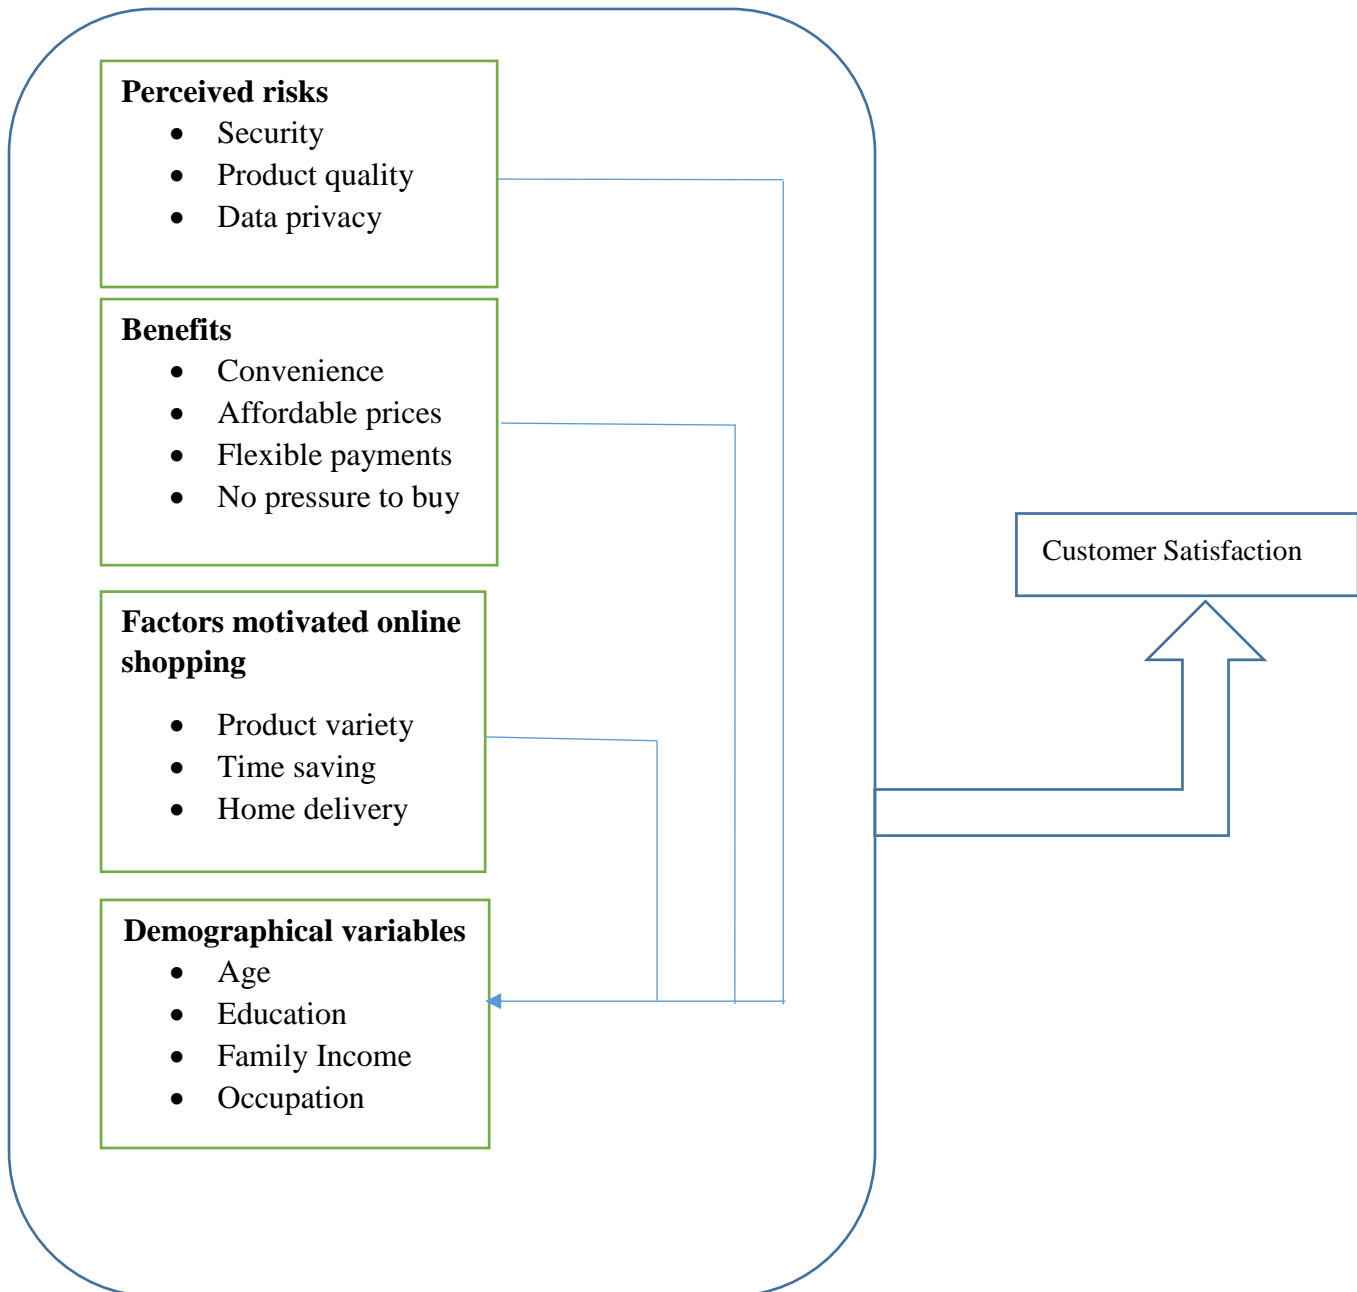 Perceived risks
• Security
• Product quality
• Data privacy
Benefits
• Convenience
• Affordable prices
• Flexible payments
• No pressure to buy
Factors motivated online
shopping
• Product variety
• Time saving
• Home delivery
Demographical variables
• Age
• Education
• Family Income
• Occupation
Customer Satisfaction